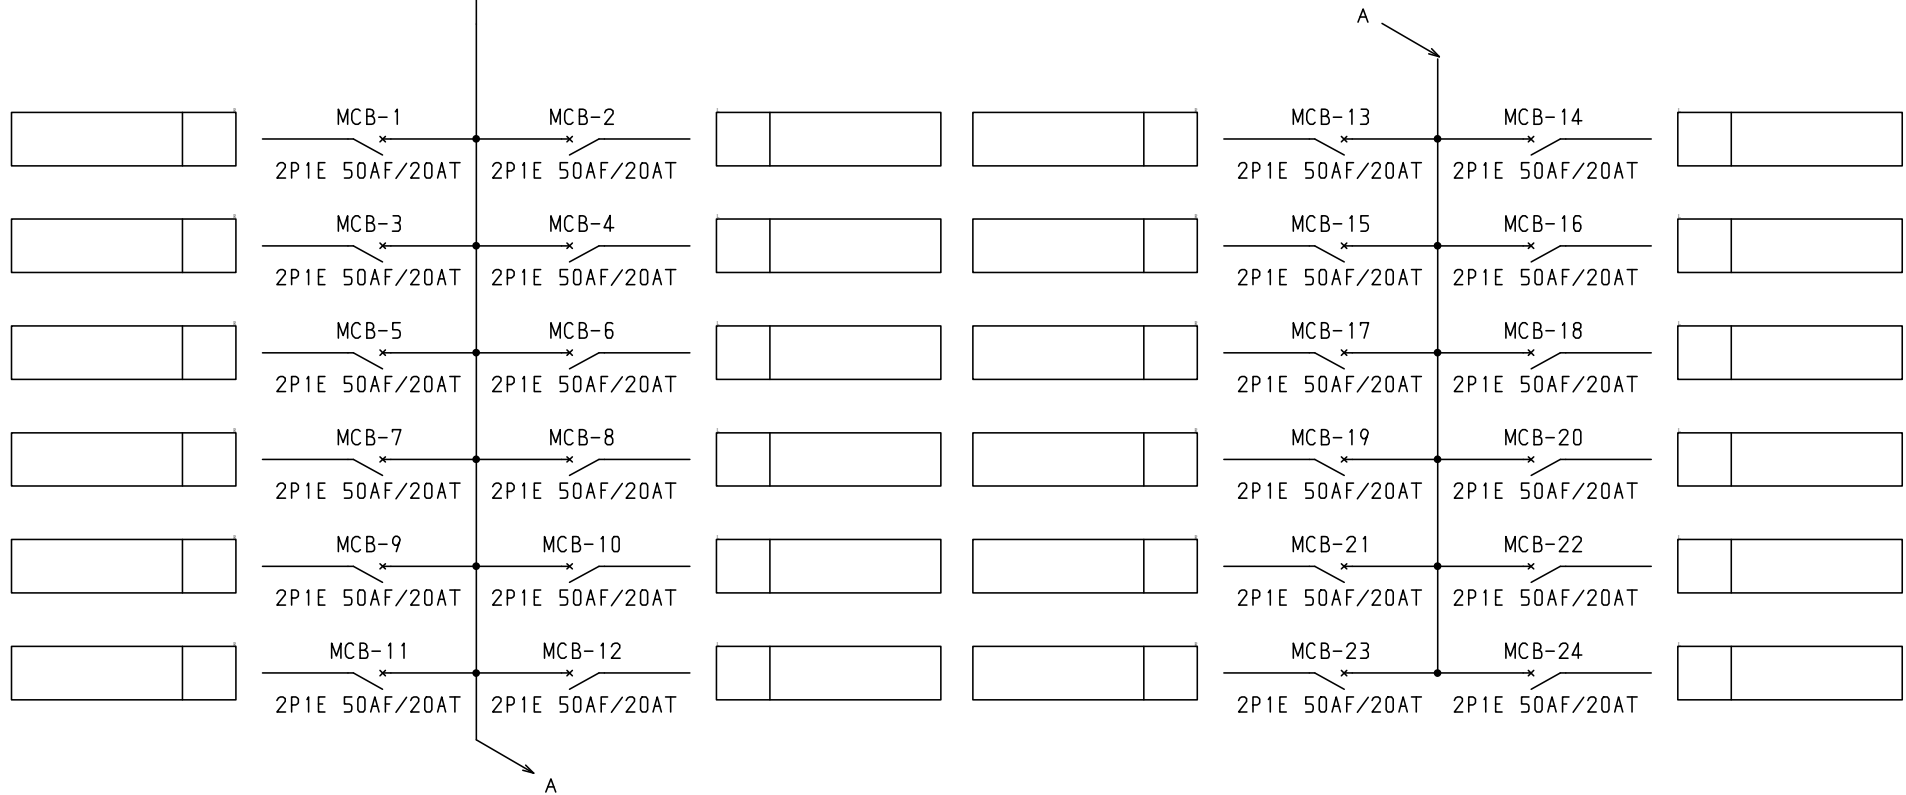 A
MCB-1 MCB-2 MCB-13 MCB-14
2P1E 50AF/20AT 2P1E 50AF/20AT 2P1E 50AF/20AT 2P1E 50AF/20AT
MCB-3 MCB-4 MCB-15 MCB-16
2P1E 50AF/20AT 2P1E 50AF/20AT 2P1E 50AF/20AT 2P1E 50AF/20AT
MCB-5 MCB-6 MCB-17 MCB-18
2P1E 50AF/20AT 2P1E 50AF/20AT 2P1E 50AF/20AT 2P1E 50AF/20AT
MCB-7 MCB-8 MCB-19 MCB-20
2P1E 50AF/20AT 2P1E 50AF/20AT 2P1E 50AF/20AT 2P1E 50AF/20AT
MCB-9 MCB-10 MCB-21 MCB-22
2P1E 50AF/20AT 2P1E 50AF/20AT 2P1E 50AF/20AT 2P1E 50AF/20AT
MCB-11 MCB-12 MCB-23 MCB-24
2P1E 50AF/20AT 2P1E 50AF/20AT 2P1E 50AF/20AT 2P1E 50AF/20AT
A